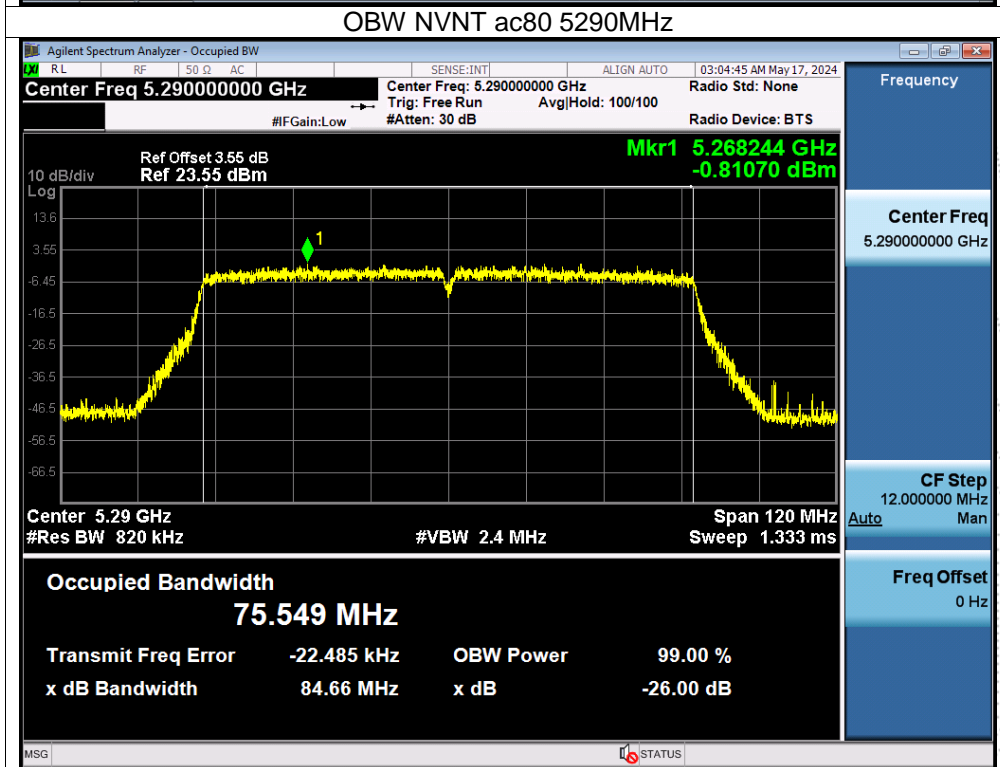 OBW NVNT ac80 5290MHz
Agilent Spectrum Analyzer - Occupied BW
LXI RL RF 50 Ω AC SENSE:INT ALIGN AUTO 03:04:45 AM May 17, 2024
Center Freq 5.290000000 GHz
Center Freq: 5.290000000 GHz Radio Std: None
Trig: Free Run Avg|Hold: 100/100
#IFGain:Low #Atten: 30 dB Radio Device: BTS
Mkr1 5.268244 GHz
-0.81070 dBm
Ref Offset 3.55 dB
10 dB/div Ref 23.55 dBm
Log
13.6
3.55
-6.45
-16.5
-26.5
-36.5
-46.5
-56.5
-66.5
1
Center 5.29 GHz Span 120 MHz
#Res BW 820 kHz #VBW 2.4 MHz Sweep 1.333 ms
Occupied Bandwidth
75.549 MHz
Transmit Freq Error -22.485 kHz OBW Power 99.00 %
x dB Bandwidth 84.66 MHz x dB -26.00 dB
Frequency
Center Freq
5.290000000 GHz
CF Step
12.000000 MHz
Auto Man
Freq Offset
0 Hz
MSG STATUS